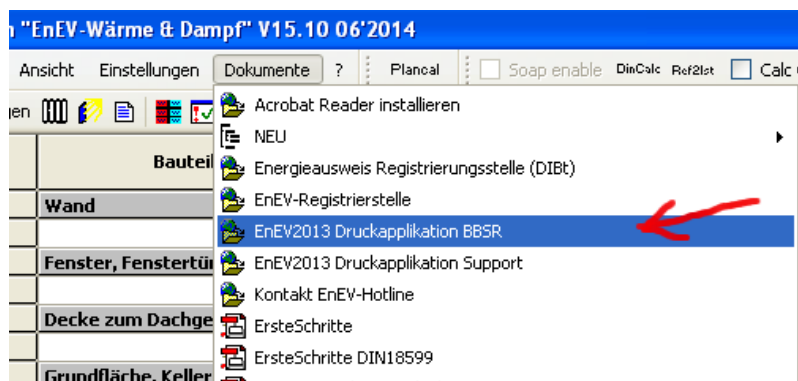 "EnEV-Wärme & Dampf" V15.10 06'2014
Ansicht Einstellungen Dokumente ? Plancal Soap enable DinCalc Ref2Ist Calc
Acrobat Reader installieren
NEU
Energieausweis Registrierungsstelle (DIBt)
EnEV-Registrierstelle
EnEV2013 Druckapplikation BBSR
EnEV2013 Druckapplikation Support
Kontakt EnEV-Hotline
ErsteSchritte
ErsteSchritte DIN18599
Bauteil
Wand
Fenster, Fenstertür
Decke zum Dachge
Grundfläche, Keller